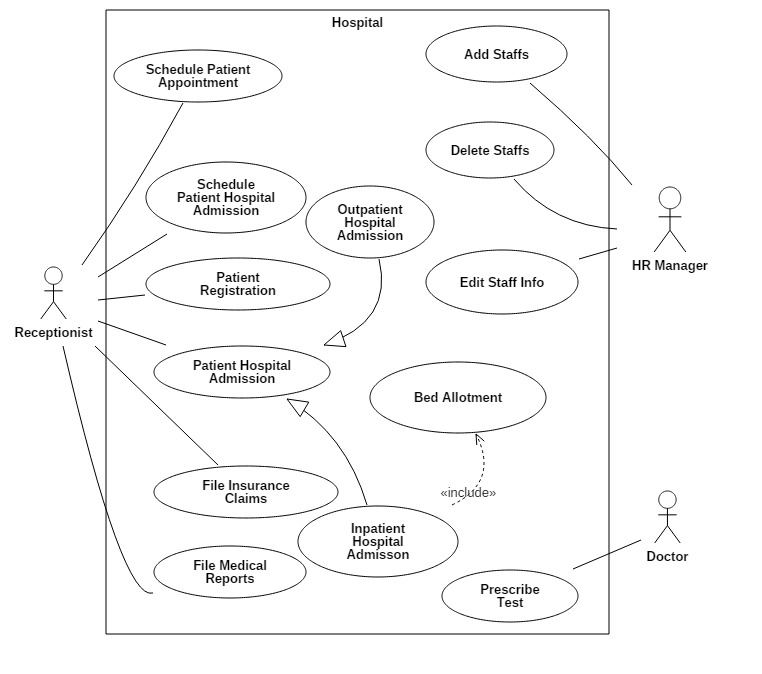 Hospital
Add Staffs
Schedule Patient
Appointment
Delete Staffs
Schedule
Patient Hospital
Admission
Outpatient
Hospital
Admission
HR Manager
Patient
Registration
Edit Staff Info
Receptionist
Patient Hospital
Admission
Bed Allotment
File Insurance
Claims
«include»
Inpatient
Hospital
Admisson
File Medical
Reports
Doctor
Prescribe
Test